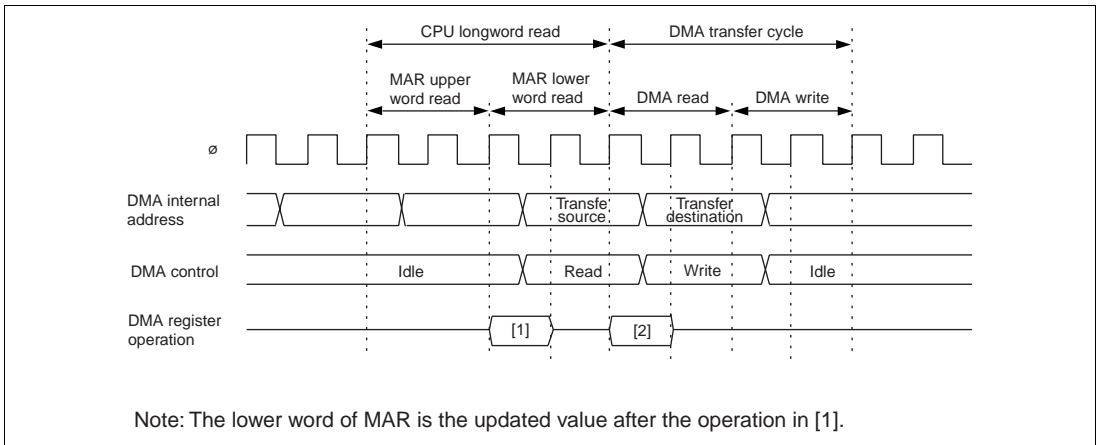 CPU longword read
DMA transfer cycle
MAR upper
word read
MAR lower
word read
DMA read
DMA write
ø
DMA internal
address
Transfe
source
Transfer
destination
DMA control
Idle
Read
Write
Idle
DMA register
operation
[1]
[2]
Note: The lower word of MAR is the updated value after the operation in [1].